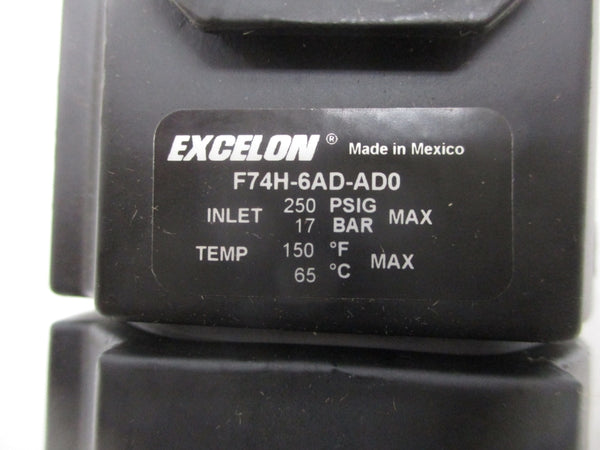 EXCELON® Made in Mexico
F74H-6AD-AD0
INLET 250 PSIG MAX
17 BAR
TEMP 150 °F MAX
65 °C